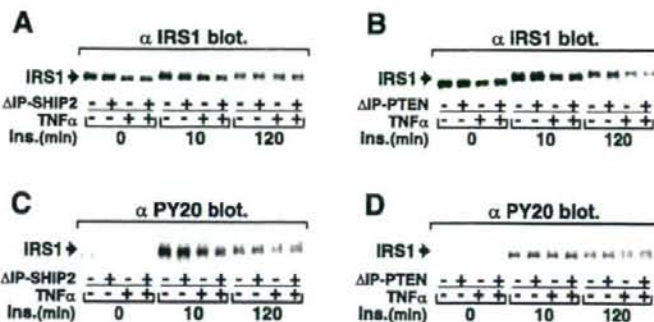 A
α IRS1 blot.
IRS1
ΔIP-SHIP2 - + - + - + - + - + - +
TNFα - - + + - - + + - - + +
Ins.(min) 0 10 120
B
α IRS1 blot.
IRS1
ΔIP-PTEN - + - + - + - + - + - +
TNFα - - + + - - + + - - + +
Ins.(min) 0 10 120
C
α PY20 blot.
IRS1
ΔIP-SHIP2 - + - + - + - + - + - +
TNFα - - + + - - + + - - + +
Ins.(min) 0 10 120
D
α PY20 blot.
IRS1
ΔIP-PTEN - + - + - + - + - + - +
TNFα - - + + - - + + - - + +
Ins.(min) 0 10 120